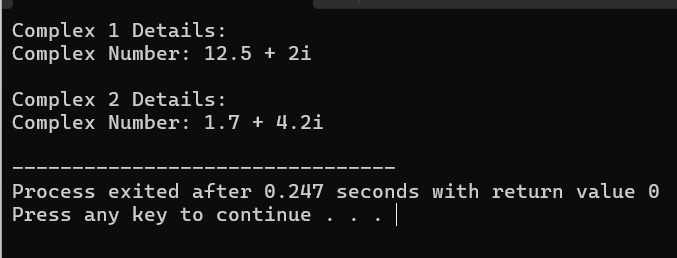 Complex 1 Details:
Complex Number: 12.5 + 2i
Complex 2 Details:
Complex Number: 1.7 + 4.2i
--------------------------------
Process exited after 0.247 seconds with return value 0
Press any key to continue . . .